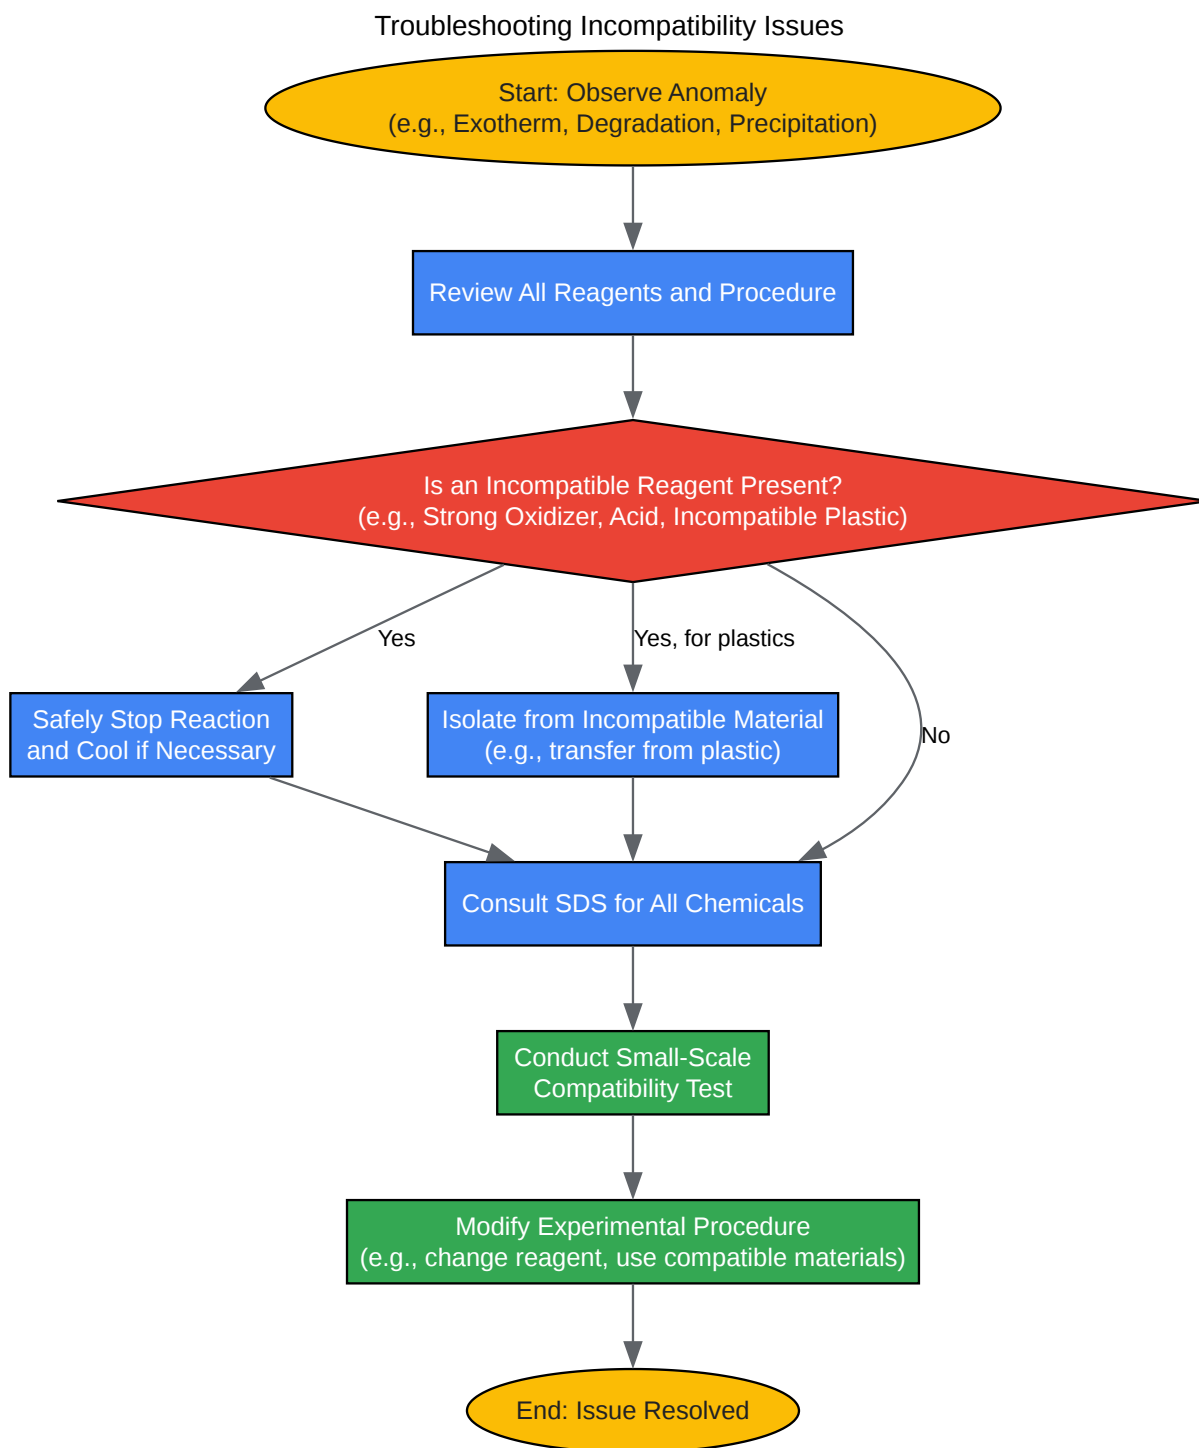 Troubleshooting Incompatibility Issues
Start: Observe Anomaly
(e.g., Exotherm, Degradation, Precipitation)
Review All Reagents and Procedure
Is an Incompatible Reagent Present?
(e.g., Strong Oxidizer, Acid, Incompatible Plastic)
Yes
Yes, for plastics
No
Safely Stop Reaction
and Cool if Necessary
Isolate from Incompatible Material
(e.g., transfer from plastic)
Consult SDS for All Chemicals
Conduct Small-Scale
Compatibility Test
Modify Experimental Procedure
(e.g., change reagent, use compatible materials)
End: Issue Resolved